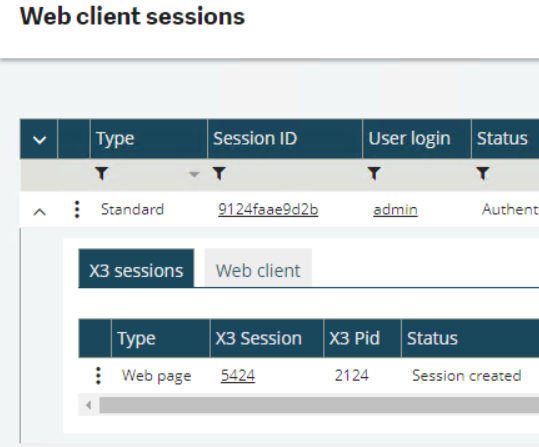 Web client sessions
Type Session ID User login Status
Standard 9124faae9d2b admin Authent
X3 sessions Web client
Type X3 Session X3 Pid Status
Web page 5424 2124 Session created